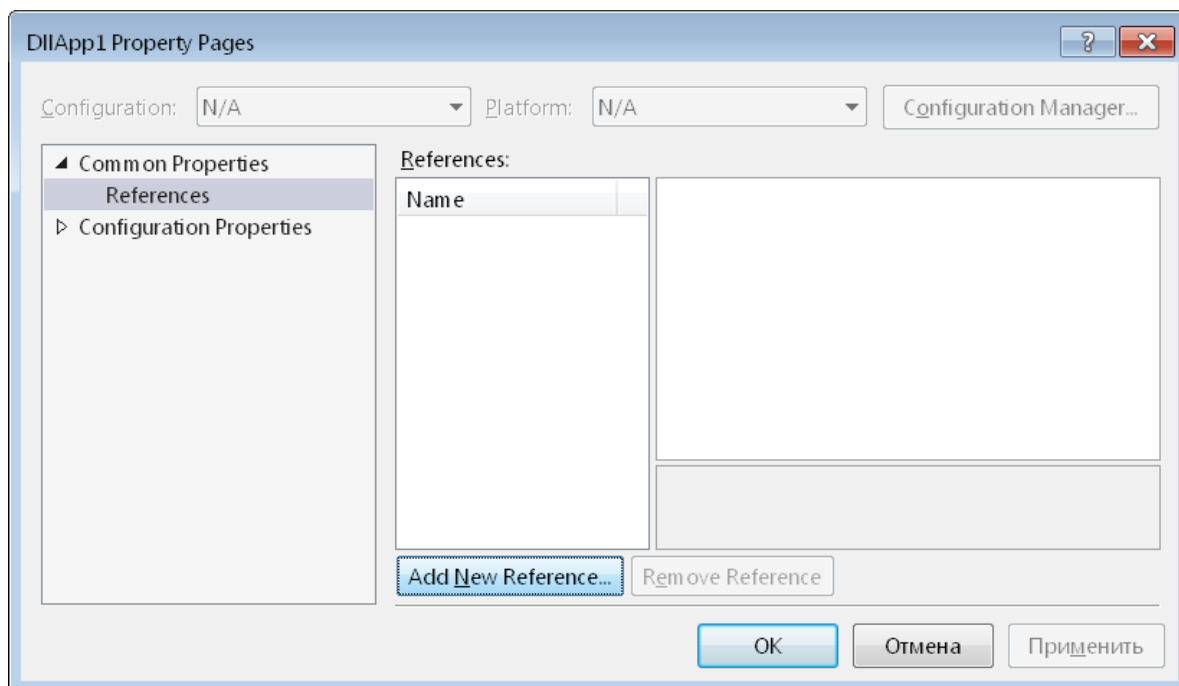 DllApp1 Property Pages
Configuration: N/A Platform: N/A Configuration Manager...
Common Properties
References
Configuration Properties
References:
Name
Add New Reference... Remove Reference
OK Отмена Применить